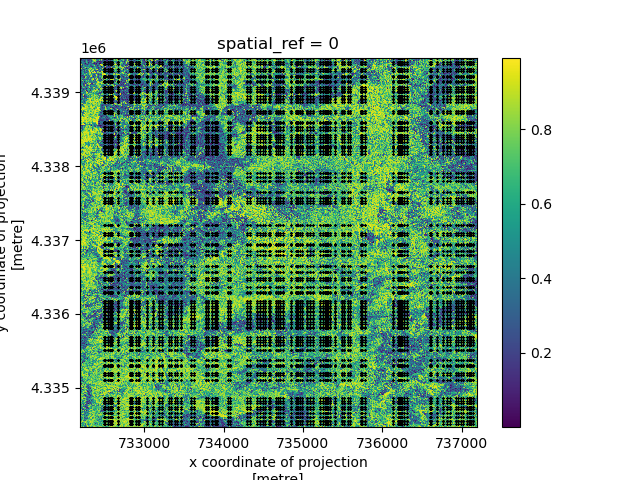 spatial_ref = 0
1e6
4.339
4.338
4.337
4.336
4.335
y coordinate of projection
[metre]
733000 734000 735000 736000 737000
x coordinate of projection
[metre]
0.8
0.6
0.4
0.2